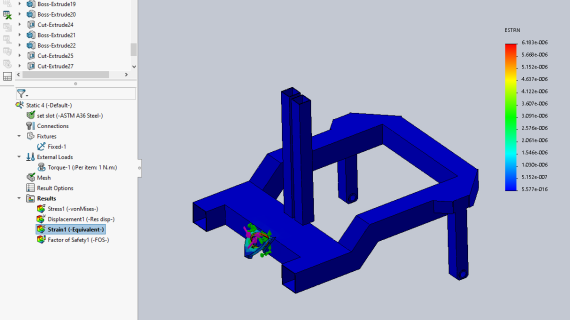 Boss-Extrude19
Boss-Extrude20
Cut-Extrude24
Boss-Extrude21
Boss-Extrude22
Cut-Extrude25
Cut-Extrude27
Static 4 (-Default-)
set slot (-ASTM A36 Steel-)
Connections
Fixtures
Fixed-1
External Loads
Torque-1 (:Per item: 1 N.m:)
Mesh
Result Options
Results
Stress1 (-vonMises-)
Displacement1 (-Res disp-)
Strain1 (-Equivalent-)
Factor of Safety1 (-FOS-)
ESTRN
6.183e-006
5.668e-006
5.152e-006
4.637e-006
4.122e-006
3.607e-006
3.091e-006
2.576e-006
2.061e-006
1.546e-006
1.030e-006
5.152e-007
5.577e-016